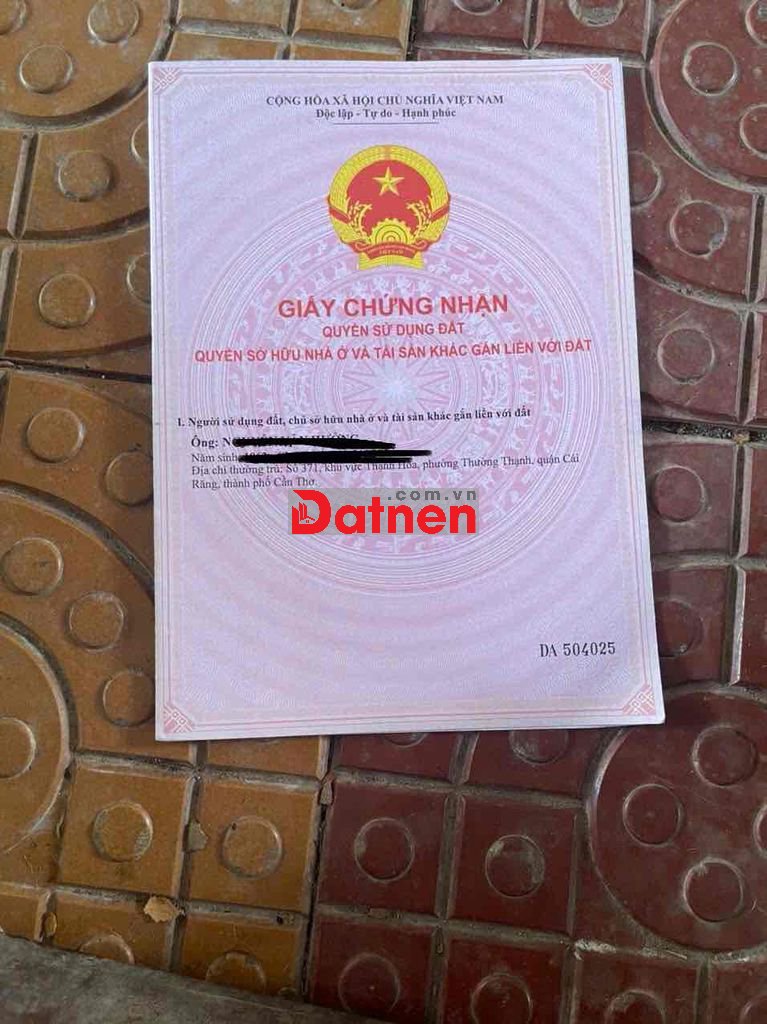 CỘNG HÒA XÃ HỘI CHỦ NGHĨA VIỆT NAM
Độc lập - Tự do - Hạnh phúc
GIẤY CHỨNG NHẬN
QUYỀN SỬ DỤNG ĐẤT
QUYỀN SỞ HỮU NHÀ Ở VÀ TÀI SẢN KHÁC GẮN LIỀN VỚI ĐẤT
I. Người sử dụng đất, chủ sở hữu nhà ở và tài sản khác gắn liền với đất
Ông:
Năm sinh
Địa chỉ thường trú: Số 371, khu vực Thạnh Hòa, phường Thường Thạnh, quận Cái
Răng, thành phố Cần Thơ.
.com.vn
Datnen
DA 504025